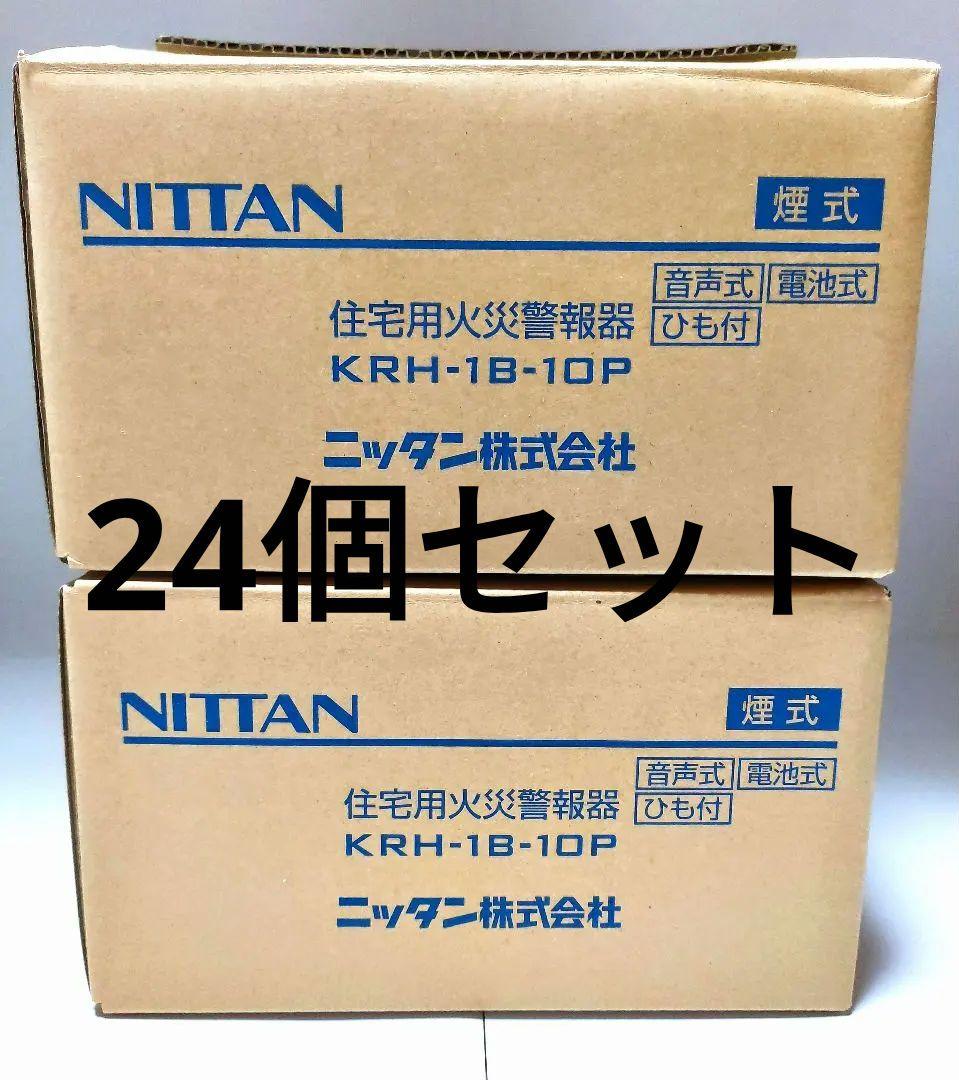 NITTAN
煙式
音声式 電池式
住宅用火災警報器 ひも付
KRH-1B-10P
ニッタン株式会社
24個セット
NITTAN
煙式
音声式 電池式
住宅用火災警報器 ひも付
KRH-1B-10P
ニッタン株式会社